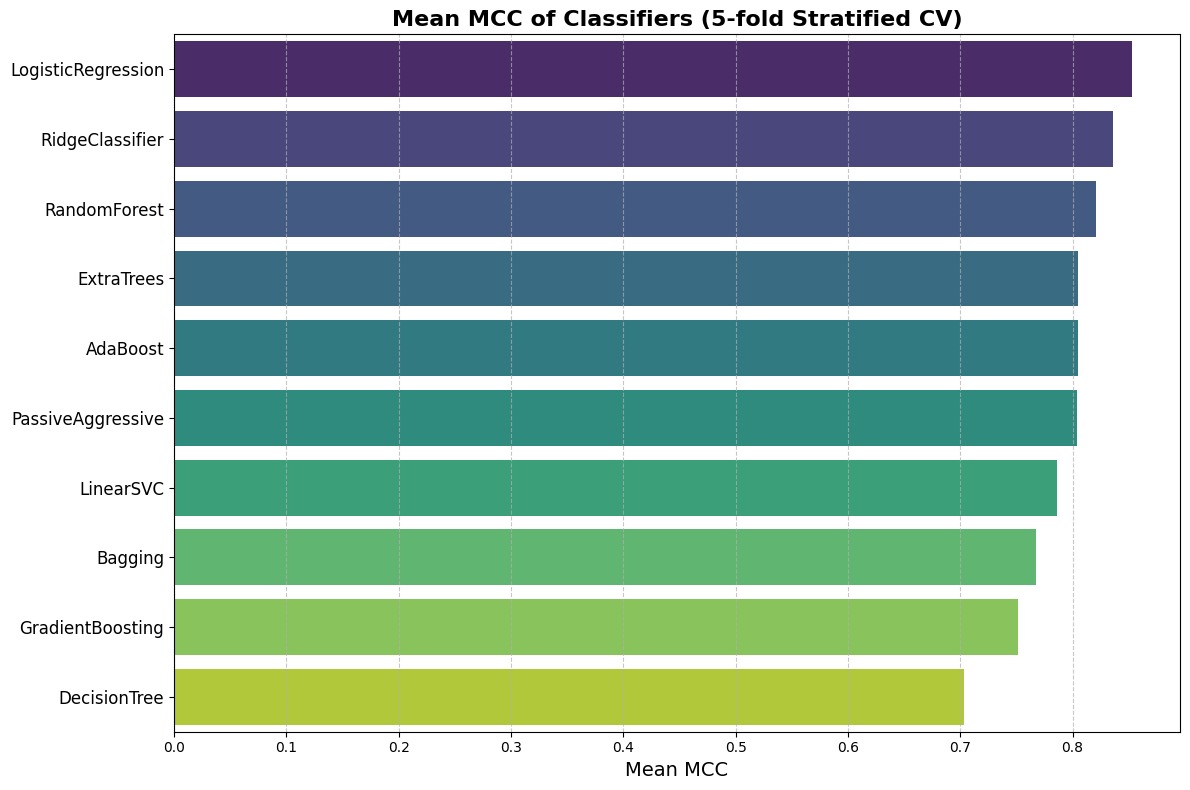 Mean MCC of Classifiers (5-fold Stratified CV)
LogisticRegression
RidgeClassifier
RandomForest
ExtraTrees
AdaBoost
PassiveAggressive
LinearSVC
Bagging
GradientBoosting
DecisionTree
0.0 0.1 0.2 0.3 0.4 0.5 0.6 0.7 0.8
Mean MCC